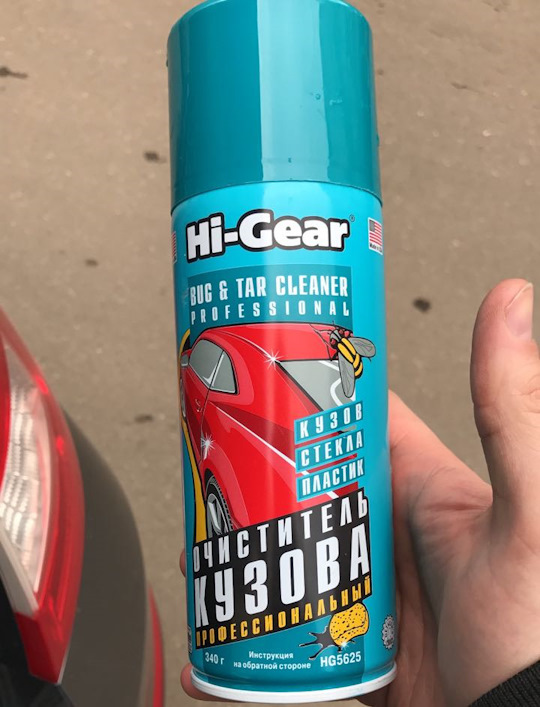 Hi-Gear®
BUG & TAR CLEANER
PROFESSIONAL
КУЗОВ
СТЕКЛА
ПЛАСТИК
ОЧИСТИТЕЛЬ
КУЗОВА
ПРОФЕССИОНАЛЬНЫЙ
340 г
Инструкция
на обратной стороне
HG5625